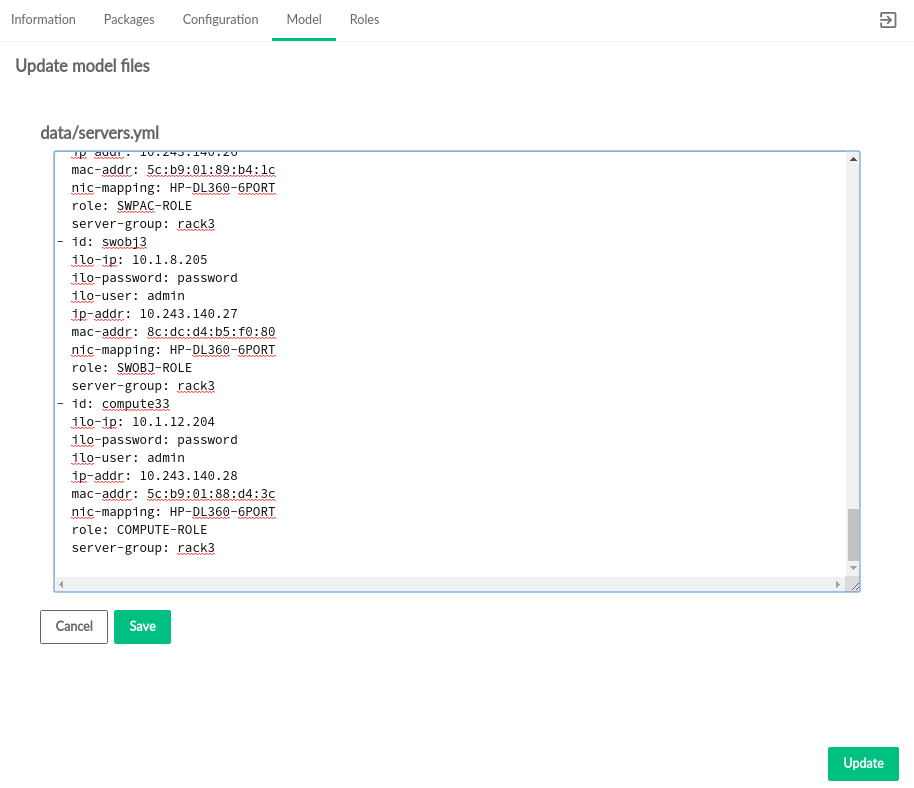 Information Packages Configuration Model Roles
Update model files
data/servers.yml
ip-addr: 10.243.140.26
mac-addr: 5c:b9:01:89:b4:1c
nic-mapping: HP-DL360-6PORT
role: SWPAC-ROLE
server-group: rack3
- id: swobj3
ilo-ip: 10.1.8.205
ilo-password: password
ilo-user: admin
ip-addr: 10.243.140.27
mac-addr: 8c:dc:d4:b5:f0:80
nic-mapping: HP-DL360-6PORT
role: SWOBJ-ROLE
server-group: rack3
- id: compute33
ilo-ip: 10.1.12.204
ilo-password: password
ilo-user: admin
ip-addr: 10.243.140.28
mac-addr: 5c:b9:01:88:d4:3c
nic-mapping: HP-DL360-6PORT
role: COMPUTE-ROLE
server-group: rack3
Cancel Save
Update